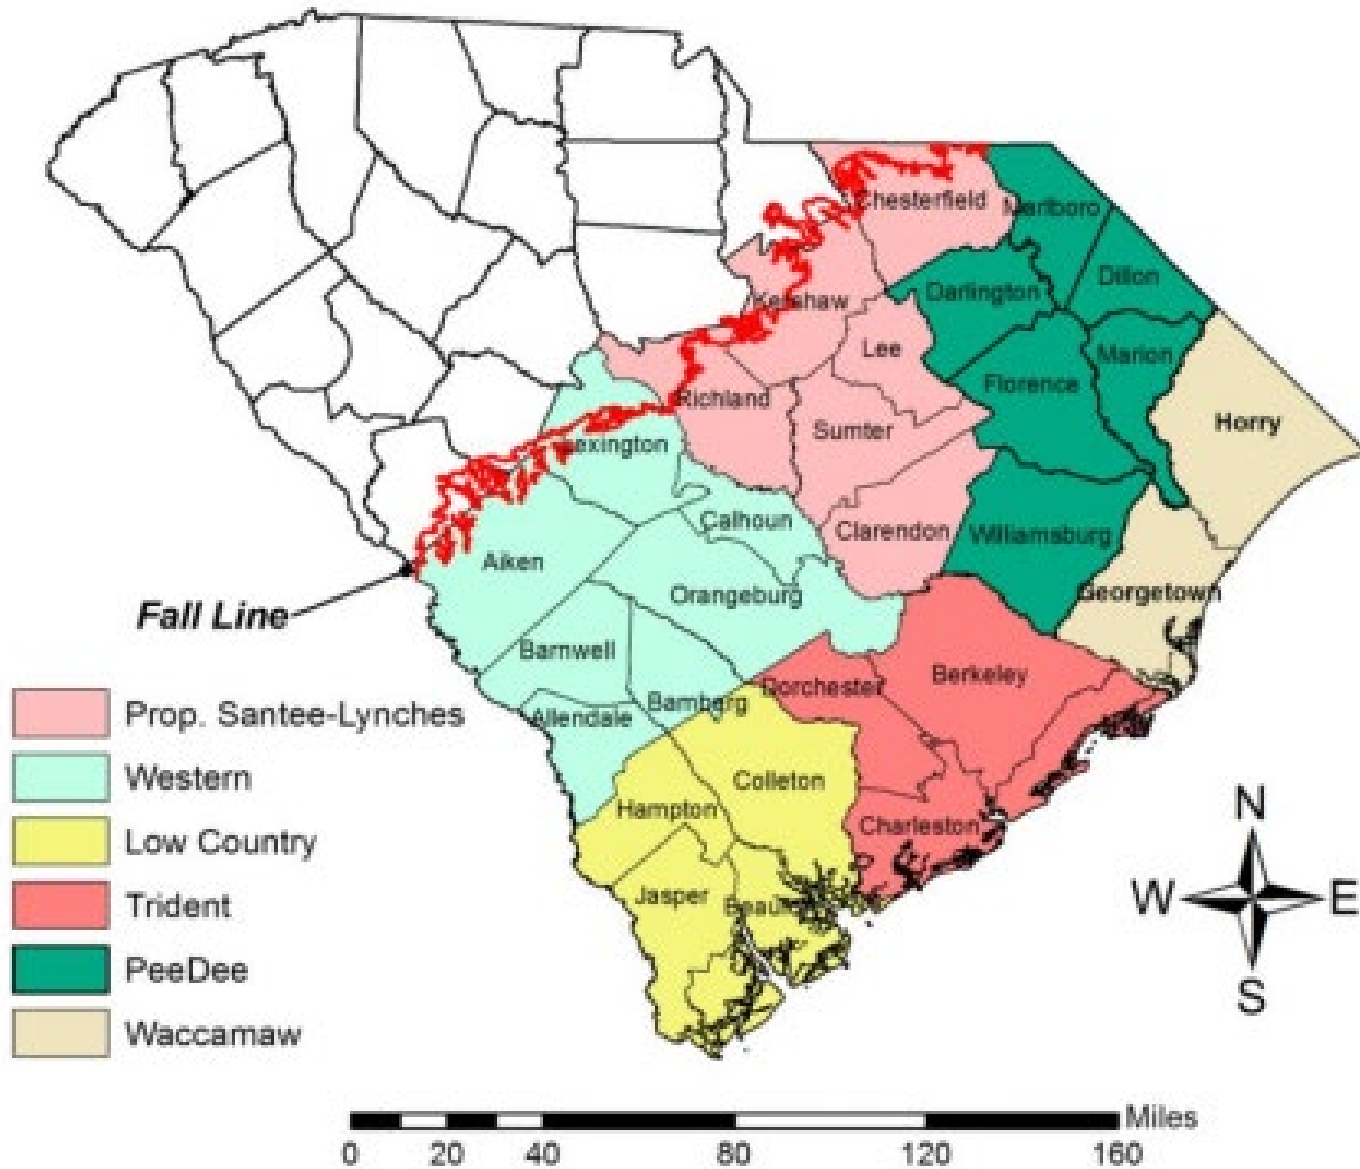 Chesterfield
Marlboro
Dillon
Darlington
Kershaw
Lee
Marion
Florence
Richland
Horry
Sumter
Lexington
Calhoun
Clarendon
Williamsburg
Aiken
Orangeburg
Georgetown
Fall Line
Barnwell
Berkeley
Dorchester
Bamberg
Allendale
Colleton
Hampton
Charleston
Jasper
Prop. Santee-Lynches
Western
Low Country
Trident
PeeDee
Waccamaw
N
W E
S
Miles
0 20 40 80 120 160